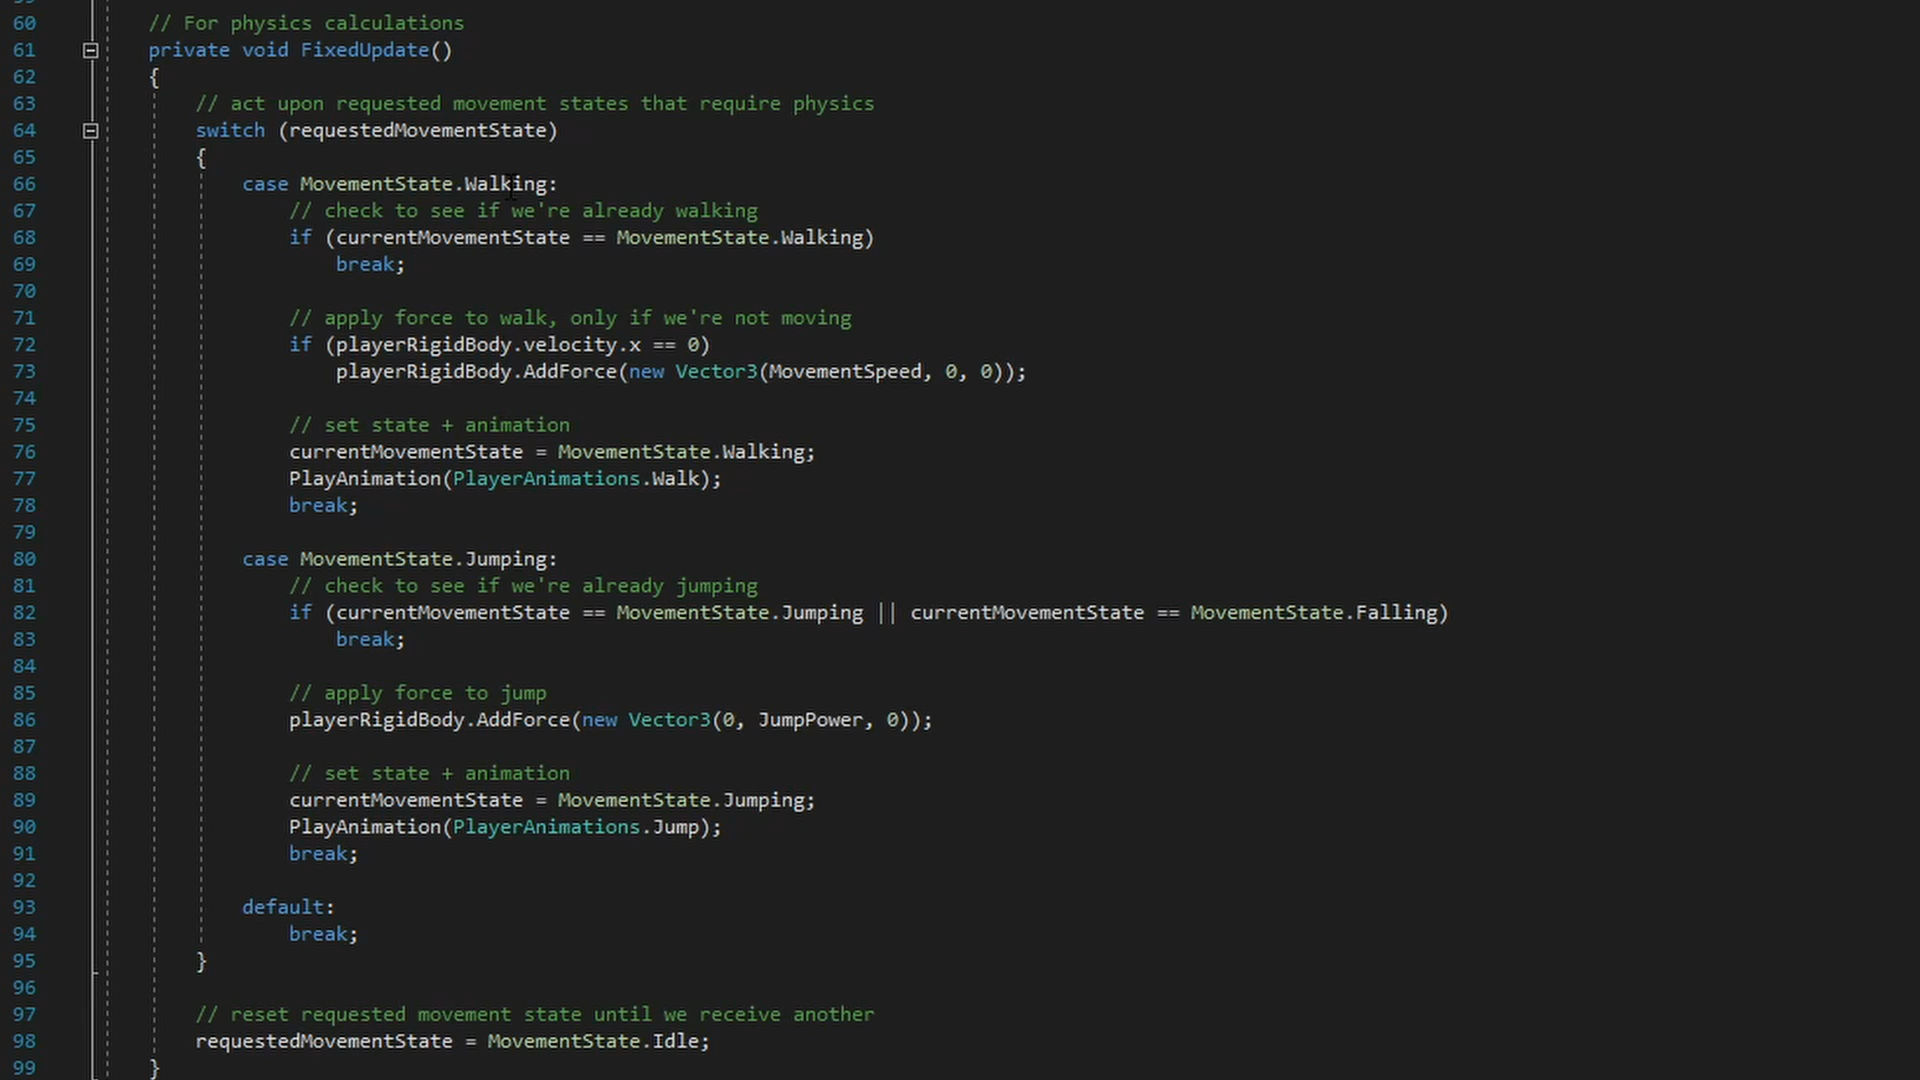 60 // For physics calculations
61 private void FixedUpdate()
62 {
63 // act upon requested movement states that require physics
64 switch (requestedMovementState)
65 {
66 case MovementState.Walking:
67 // check to see if we're already walking
68 if (currentMovementState == MovementState.Walking)
69 break;
70
71 // apply force to walk, only if we're not moving
72 if (playerRigidBody.velocity.x == 0)
73 playerRigidBody.AddForce(new Vector3(MovementSpeed, 0, 0));
74
75 // set state + animation
76 currentMovementState = MovementState.Walking;
77 PlayAnimation(PlayerAnimations.Walk);
78 break;
79
80 case MovementState.Jumping:
81 // check to see if we're already jumping
82 if (currentMovementState == MovementState.Jumping || currentMovementState == MovementState.Falling)
83 break;
84
85 // apply force to jump
86 playerRigidBody.AddForce(new Vector3(0, JumpPower, 0));
87
88 // set state + animation
89 currentMovementState = MovementState.Jumping;
90 PlayAnimation(PlayerAnimations.Jump);
91 break;
92
93 default:
94 break;
95 }
96
97 // reset requested movement state until we receive another
98 requestedMovementState = MovementState.Idle;
99 }